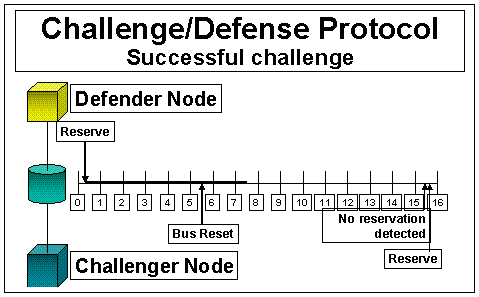 Challenge/Defense Protocol
Successful challenge
Defender Node
Reserve
0 1 2 3 4 5 6 7 8 9 10 11 12 13 14 15 16
Bus Reset
No reservation
detected
Reserve
Challenger Node